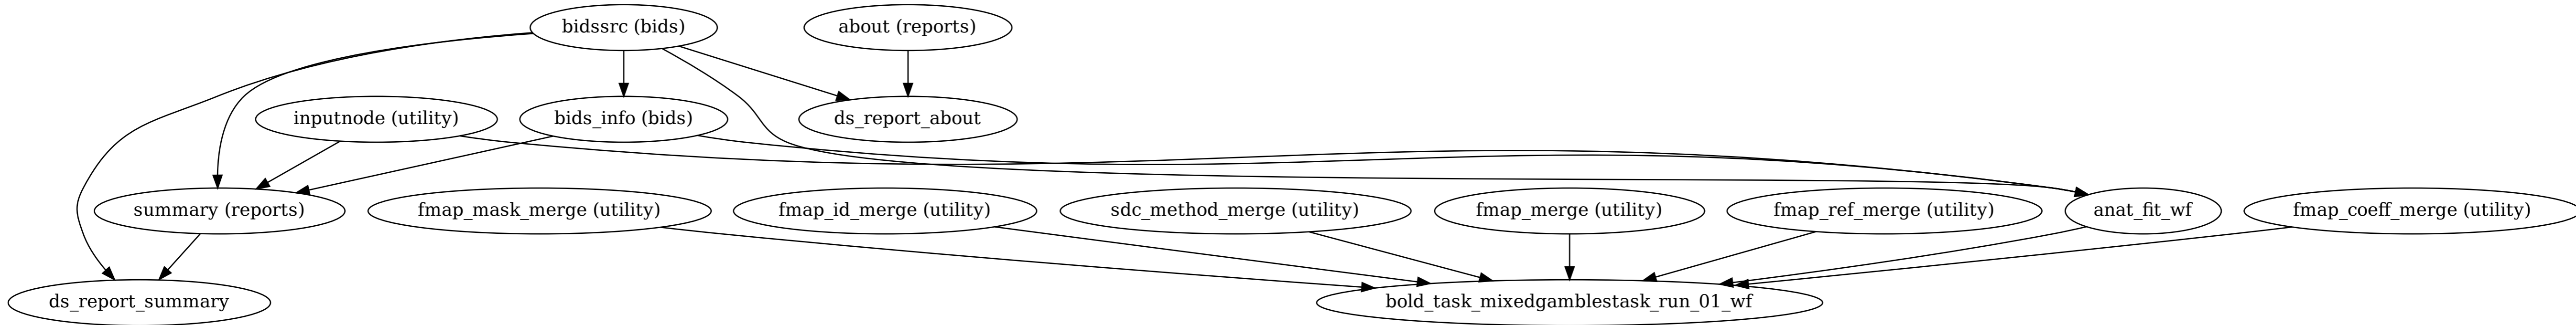 bidssrc (bids)
about (reports)
inputnode (utility)
bids_info (bids)
ds_report_about
summary (reports)
fmap_mask_merge (utility)
fmap_id_merge (utility)
sdc_method_merge (utility)
fmap_merge (utility)
fmap_ref_merge (utility)
anat_fit_wf
fmap_coeff_merge (utility)
ds_report_summary
bold_task_mixedgamblestask_run_01_wf